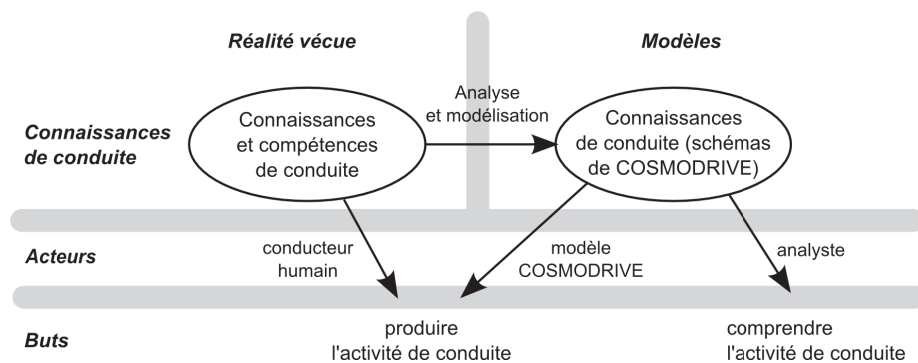 Réalité vécue
Modèles
Connaissances
de conduite
Connaissances
et compétences
de conduite
Analyse
et modélisation
Connaissances
de conduite (schémas
de COSMODRIVE)
Acteurs
conducteur
humain
modèle
COSMODRIVE
analyste
Buts
produire
l'activité de conduite
comprendre
l'activité de conduite